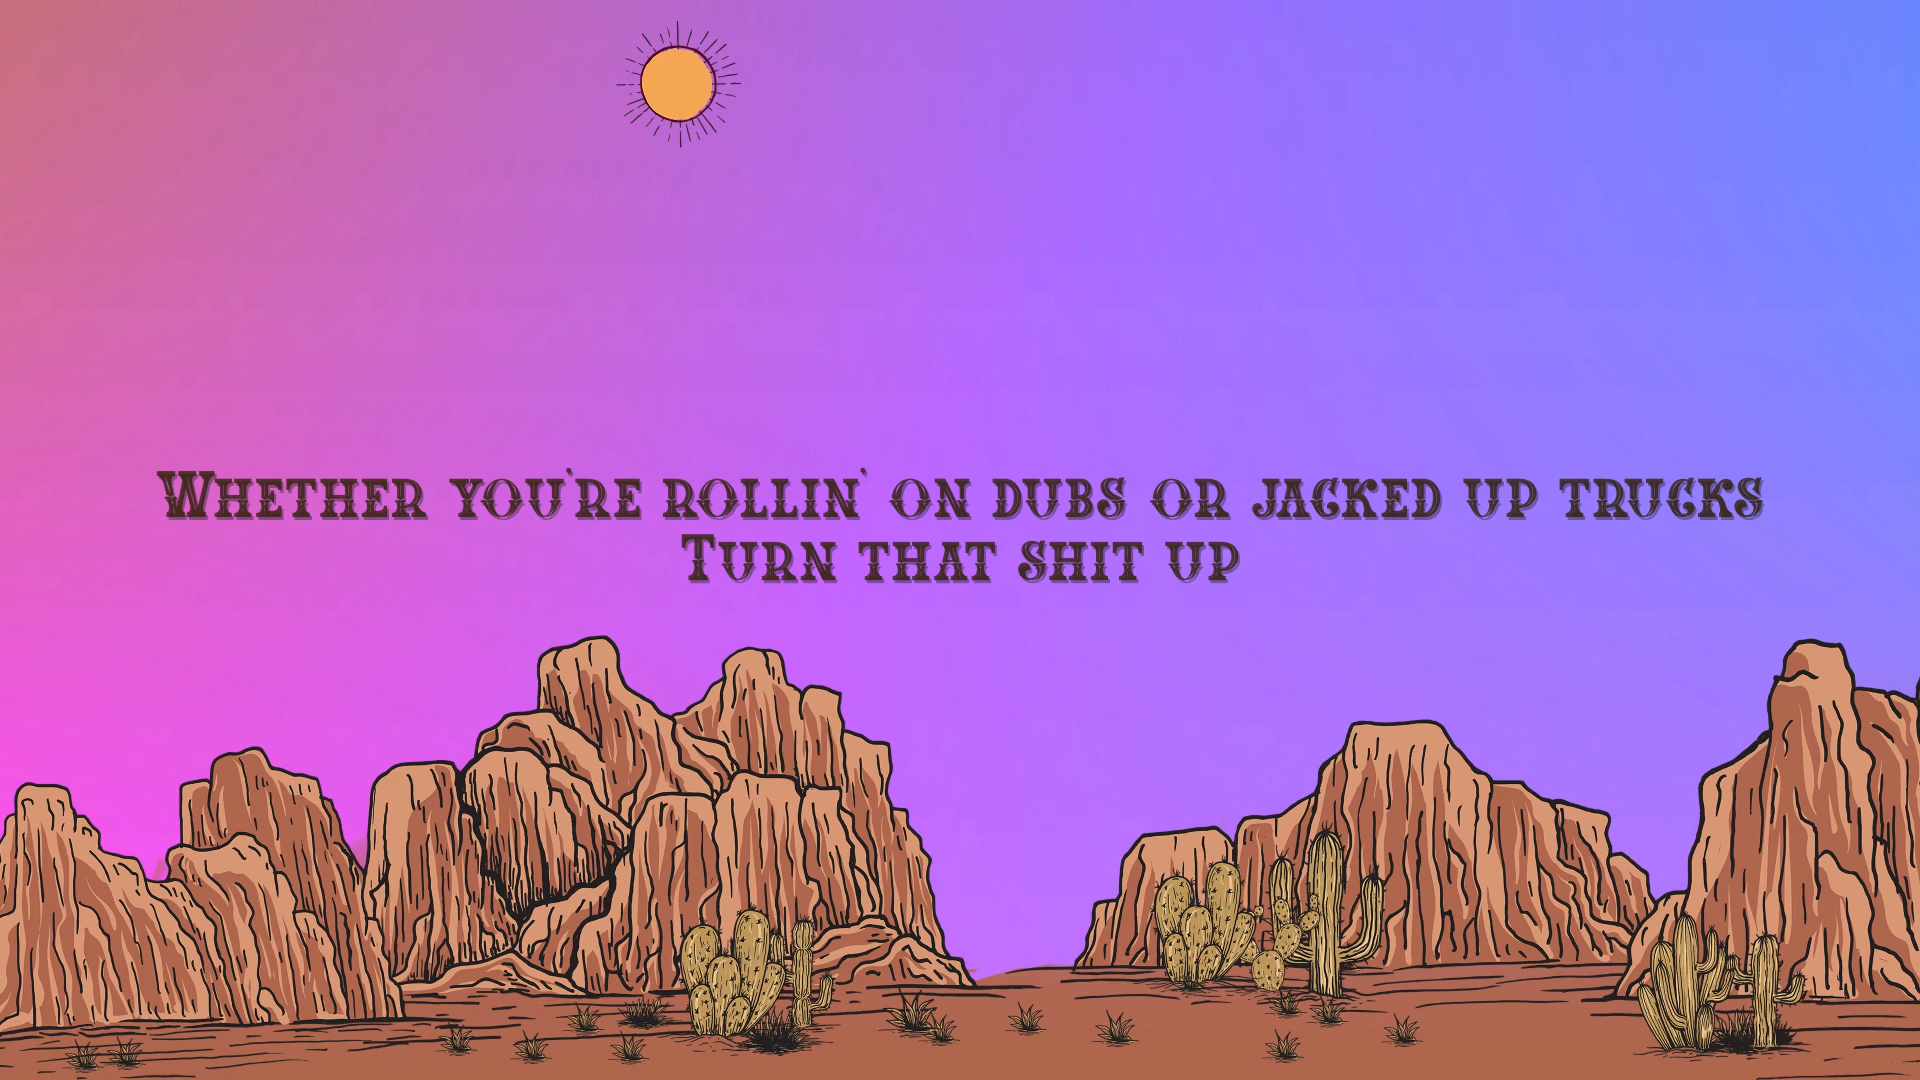 Whether you're rollin' on dubs or jacked up trucks
Turn that shit up